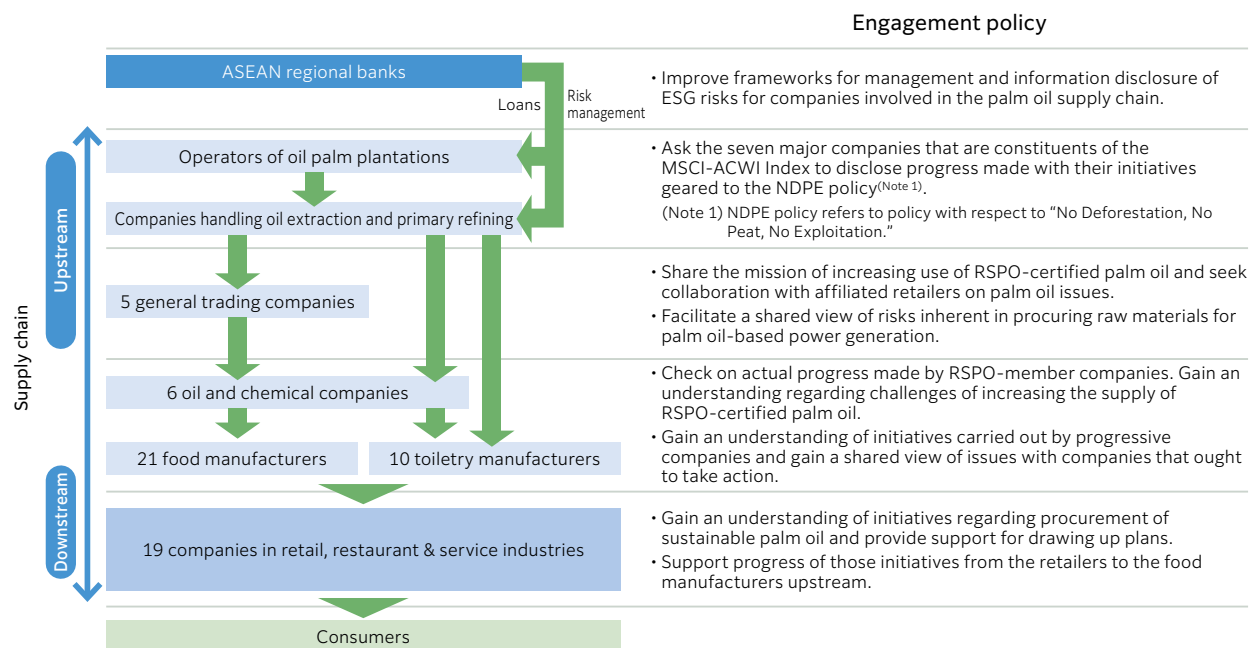 Engagement policy
ASEAN regional banks
Loans
Risk
management
• Improve frameworks for management and information disclosure of
ESG risks for companies involved in the palm oil supply chain.
Supply chain
Upstream
Operators of oil palm plantations
Companies handling oil extraction and primary refining
• Ask the seven major companies that are constituents of the
MSCI-ACWI Index to disclose progress made with their initiatives
geared to the NDPE policy(Note 1).
(Note 1) NDPE policy refers to policy with respect to “No Deforestation, No
Peat, No Exploitation.”
5 general trading companies
• Share the mission of increasing use of RSPO-certified palm oil and seek
collaboration with affiliated retailers on palm oil issues.
• Facilitate a shared view of risks inherent in procuring raw materials for
palm oil-based power generation.
6 oil and chemical companies
21 food manufacturers
10 toiletry manufacturers
• Check on actual progress made by RSPO-member companies. Gain an
understanding regarding challenges of increasing the supply of
RSPO-certified palm oil.
• Gain an understanding of initiatives carried out by progressive
companies and gain a shared view of issues with companies that ought
to take action.
Downstream
19 companies in retail, restaurant & service industries
• Gain an understanding of initiatives regarding procurement of
sustainable palm oil and provide support for drawing up plans.
• Support progress of those initiatives from the retailers to the food
manufacturers upstream.
Consumers